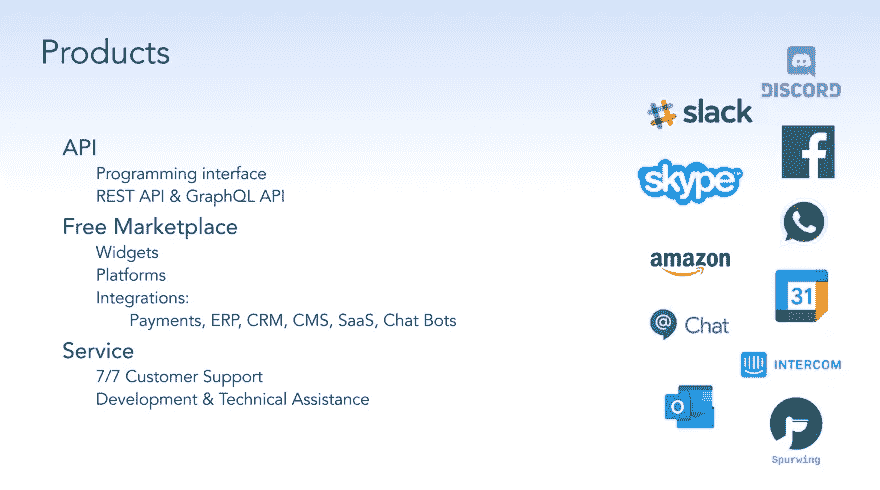 Products
API
Programming interface
REST API & GraphQL API
Free Marketplace
Widgets
Platforms
Integrations:
Payments, ERP, CRM, CMS, SaaS, Chat Bots
Service
7/7 Customer Support
Development & Technical Assistance
DISCORD
slack
f
skype
amazon
31
@ Chat
INTERCOM
O
Spurwing